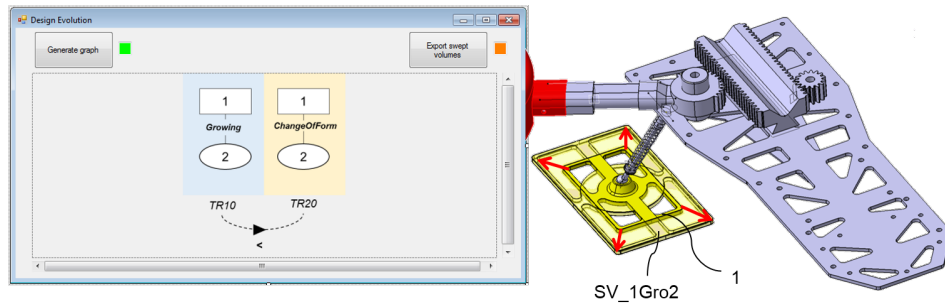 Design Evolution
Generate graph
Export swept
volumes
1
1
Growing
ChangeOfForm
2
2
TR10
TR20
<
SV_1Gro2
1